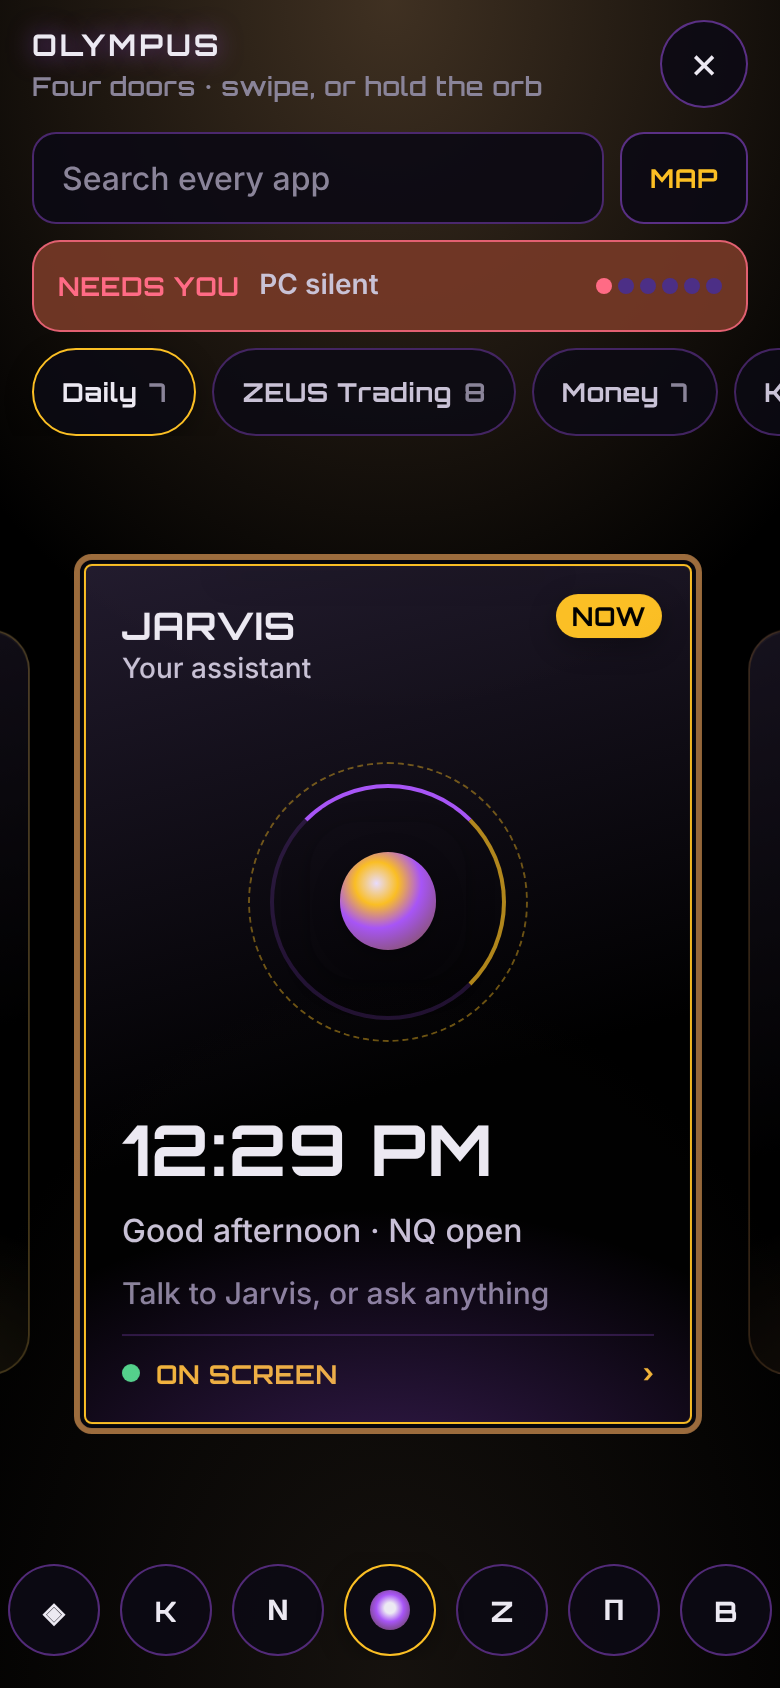 OLYMPUS
Four doors · swipe, or hold the orb
×
Search every app
MAP
NEEDS YOU PC silent
Daily 7 ZEUS Trading 8 Money 7 K
JARVIS
NOW
Your assistant
12:29 PM
Good afternoon · NQ open
Talk to Jarvis, or ask anything
ON SCREEN ›
◈ K N Z Π B